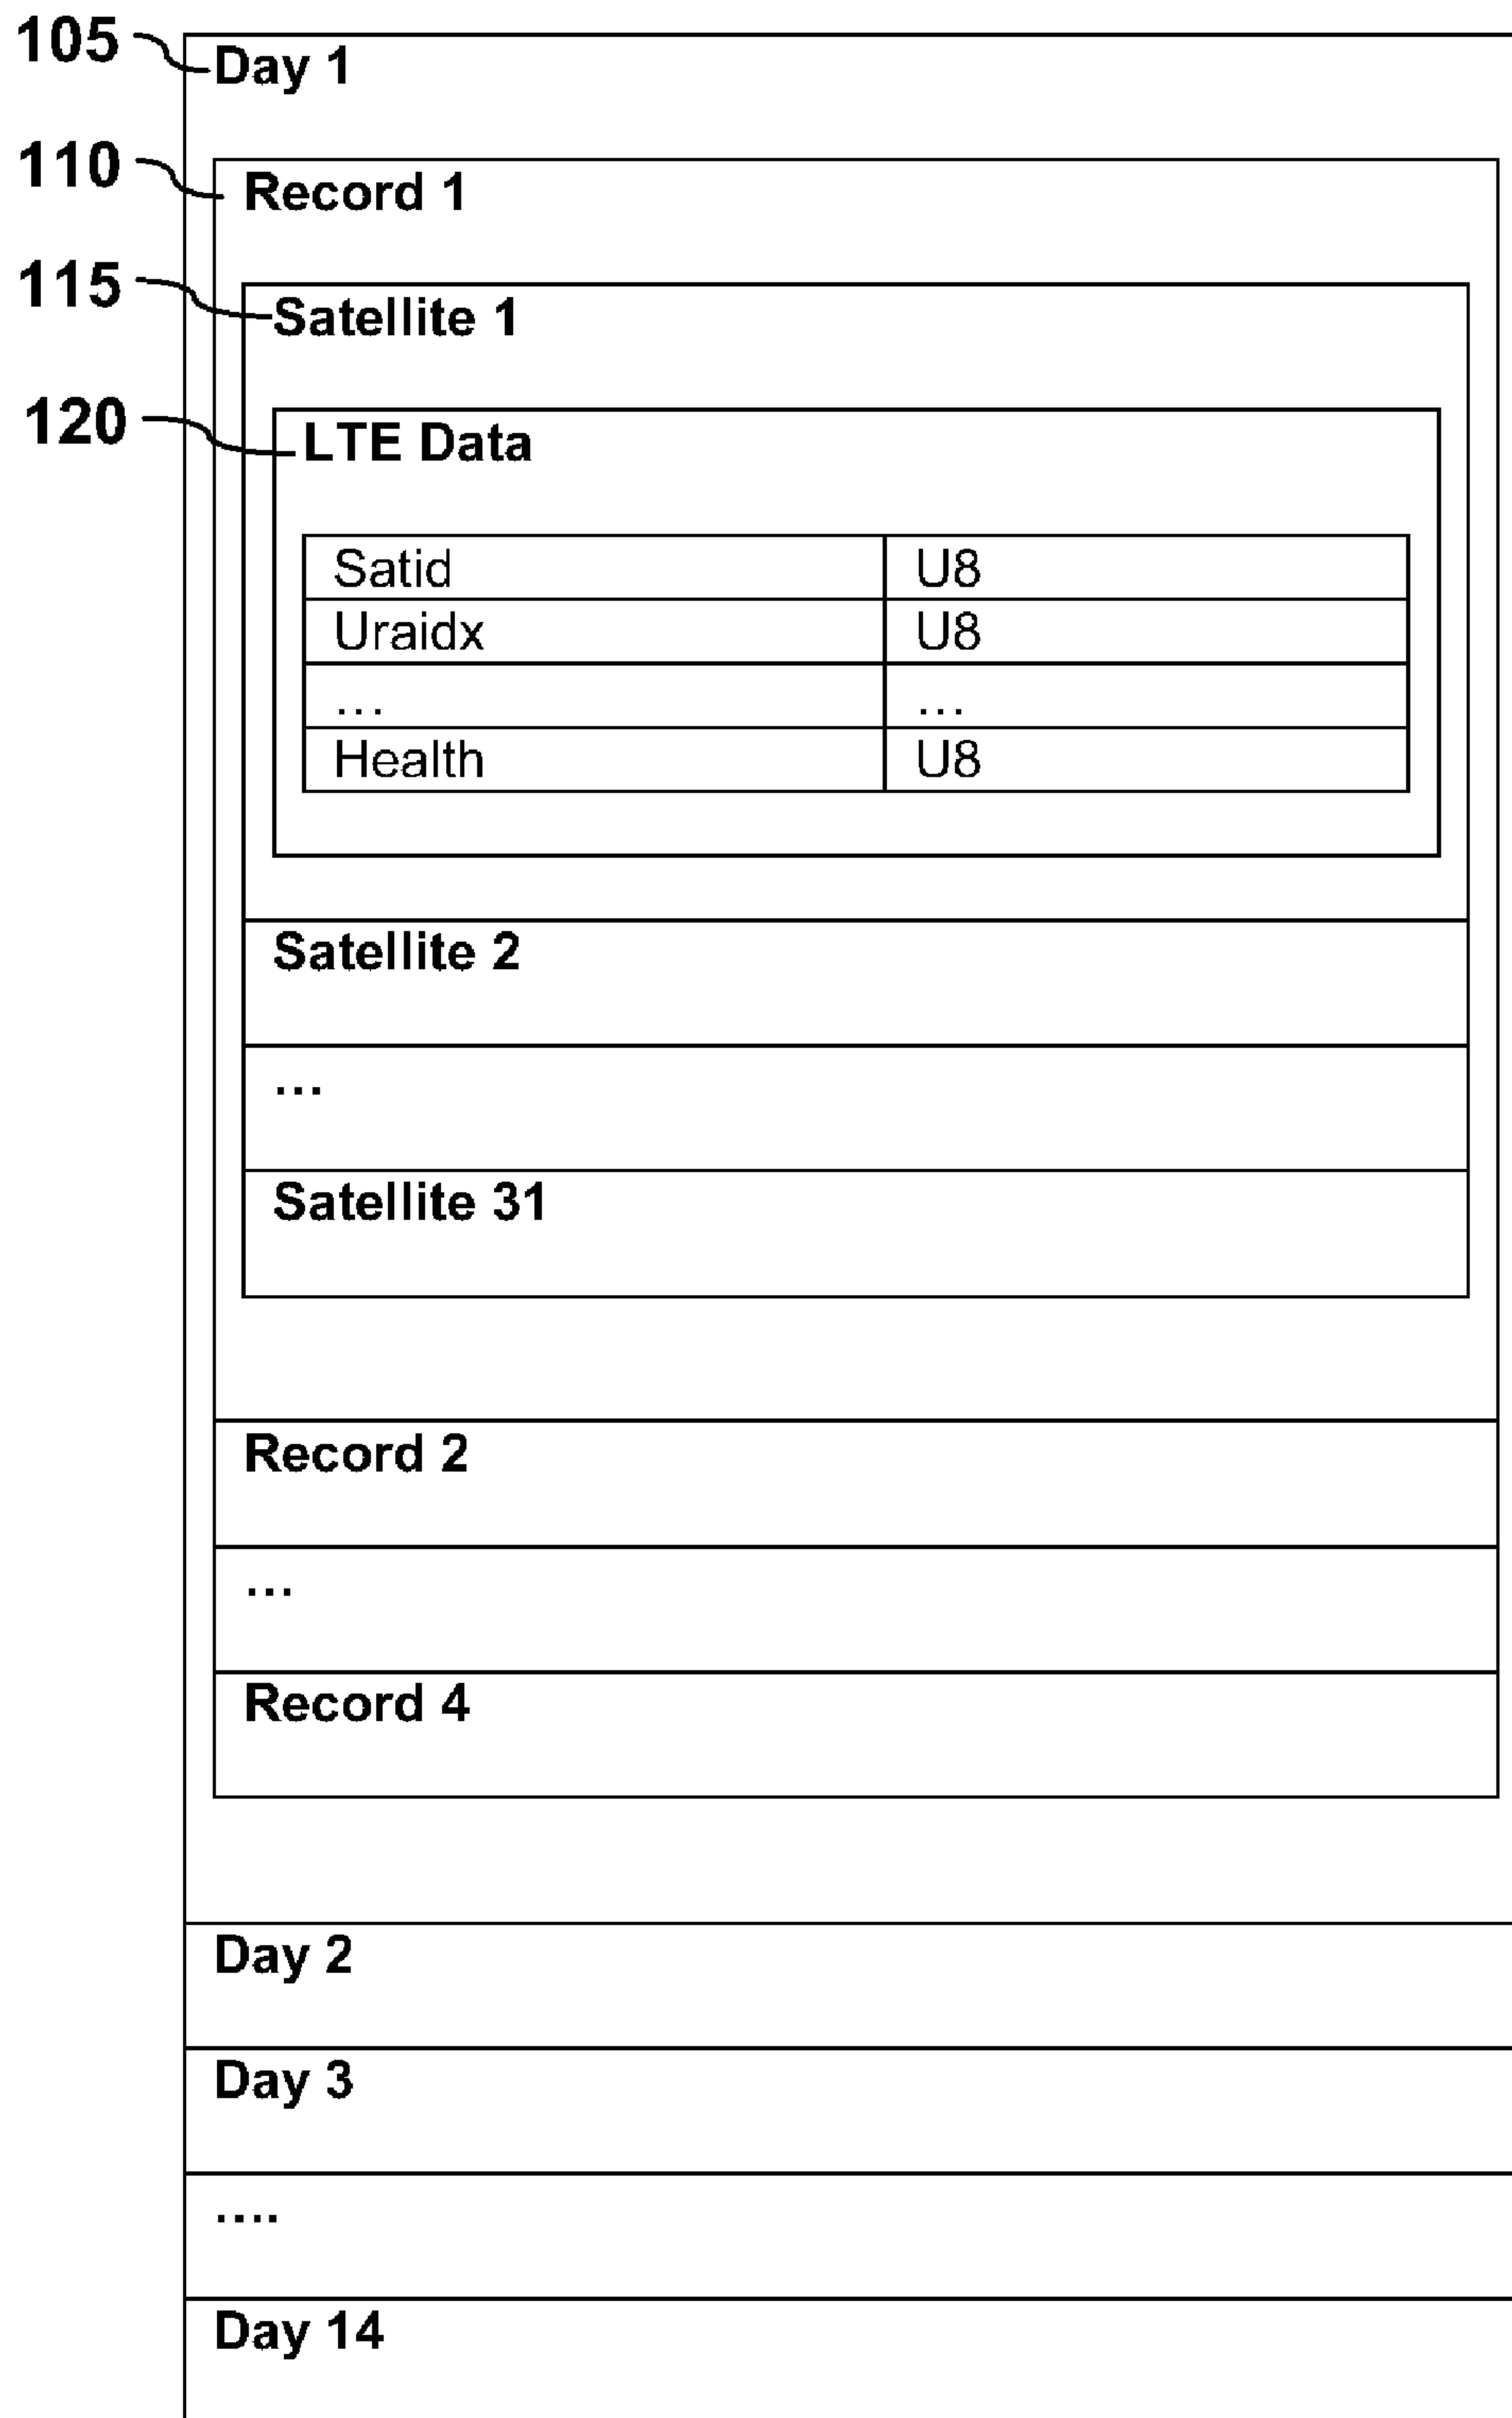 105 Day 1
110 Record 1
115 Satellite 1
120 LTE Data
Satid U8
Uraidx U8
... ...
Health U8
Satellite 2
...
Satellite 31
Record 2
...
Record 4
Day 2
Day 3
....
Day 14